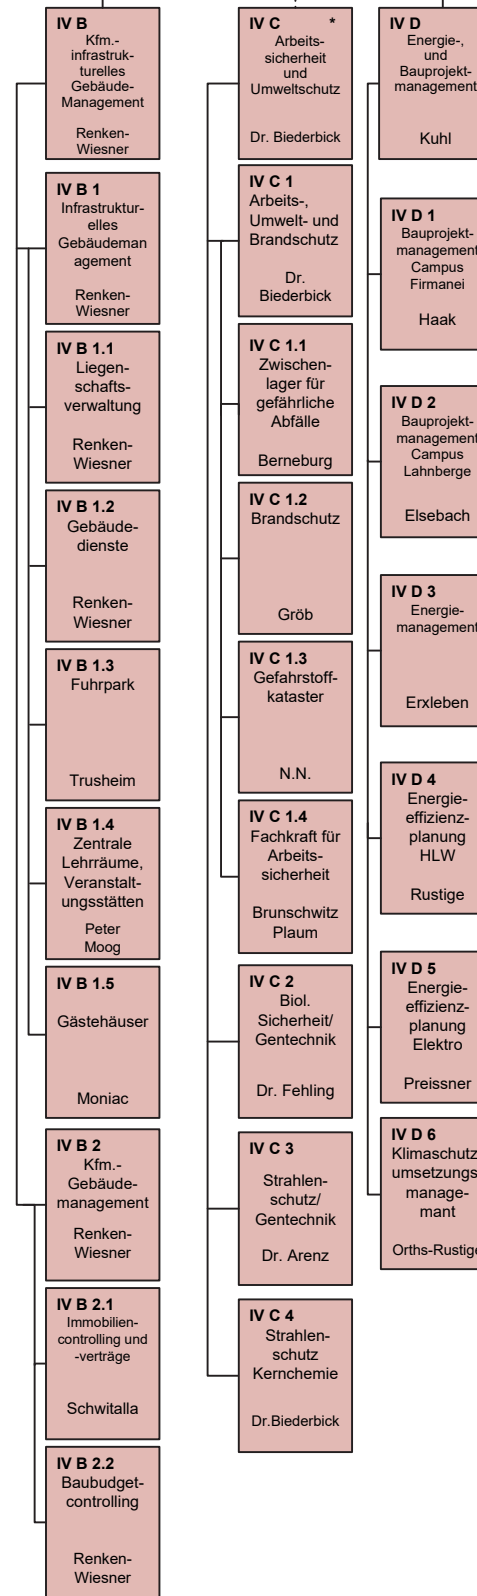 IV B
Kfm.-
infrastruk-
turelles
Gebäude-
Management
Renken-
Wiesner
IV B 1
Infrastruktur-
elles
Gebäudeman
agement
Renken-
Wiesner
IV B 1.1
Liegen-
schafts-
verwaltung
Renken-
Wiesner
IV B 1.2
Gebäude-
dienste
Renken-
Wiesner
IV B 1.3
Fuhrpark
Trusheim
IV B 1.4
Zentrale
Lehrräume,
Veranstalt-
ungsstätten
Peter
Moog
IV B 1.5
Gästehäuser
Moniac
IV B 2
Kfm.-
Gebäude-
management
Renken-
Wiesner
IV B 2.1
Immobilien-
controlling und
-verträge
Schwitalla
IV B 2.2
Baubudget-
controlling
Renken-
Wiesner
IV C *
Arbeits-
sicherheit
und
Umweltschutz
Dr. Biederbick
IV C 1
Arbeits-,
Umwelt- und
Brandschutz
Dr.
Biederbick
IV C 1.1
Zwischen-
lager für
gefährliche
Abfälle
Berneburg
IV C 1.2
Brandschutz
Gröb
IV C 1.3
Gefahrstoff-
kataster
N.N.
IV C 1.4
Fachkraft für
Arbeits-
sicherheit
Brunschwitz
Plaum
IV C 2
Biol.
Sicherheit/
Gentechnik
Dr. Fehling
IV C 3
Strahlen-
schutz/
Gentechnik
Dr. Arenz
IV C 4
Strahlen-
schutz
Kernchemie
Dr.Biederbick
IV D
Energie-,
und
Bauprojekt-
management
Kuhl
IV D 1
Bauprojekt-
management
Campus
Firmanei
Haak
IV D 2
Bauprojekt-
management
Campus
Lahnberge
Elsebach
IV D 3
Energie-
management
Erxleben
IV D 4
Energie-
effizienz-
planung
HLW
Rustige
IV D 5
Energie-
effizienz-
planung
Elektro
Preissner
IV D 6
Klimaschutz
umsetzungs
manage-
mant
Orths-Rustige